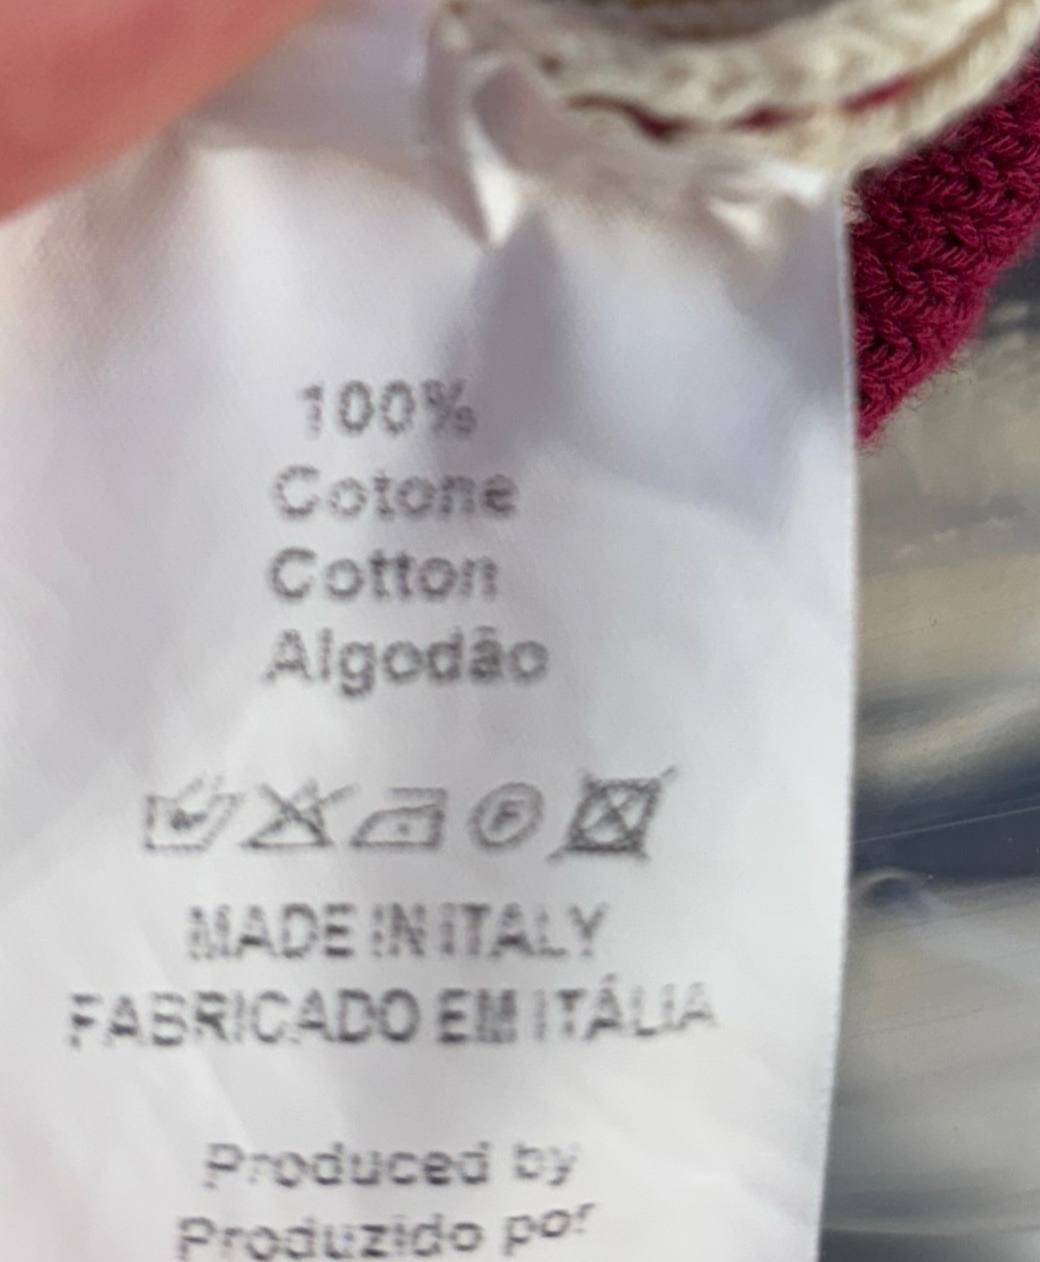 100%
Cotone
Cotton
Algodão
MADE IN ITALY
FABRICADO EM ITÁLIA
Produced by
Produzido por